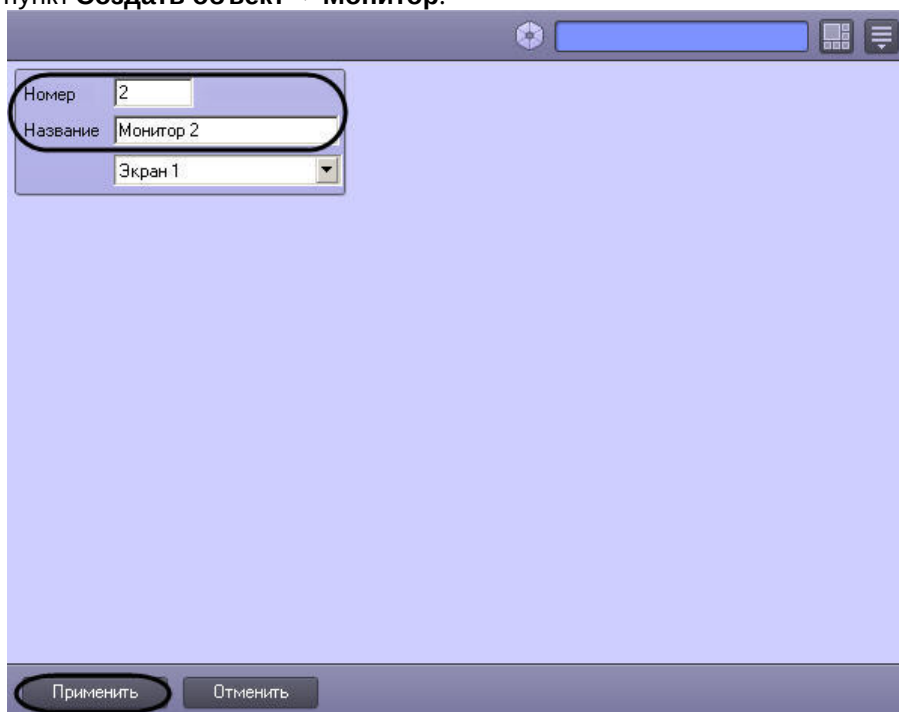 пункт Создать объект → Монитор.
Номер 2
Название Монитор 2
Экран 1
Применить Отменить